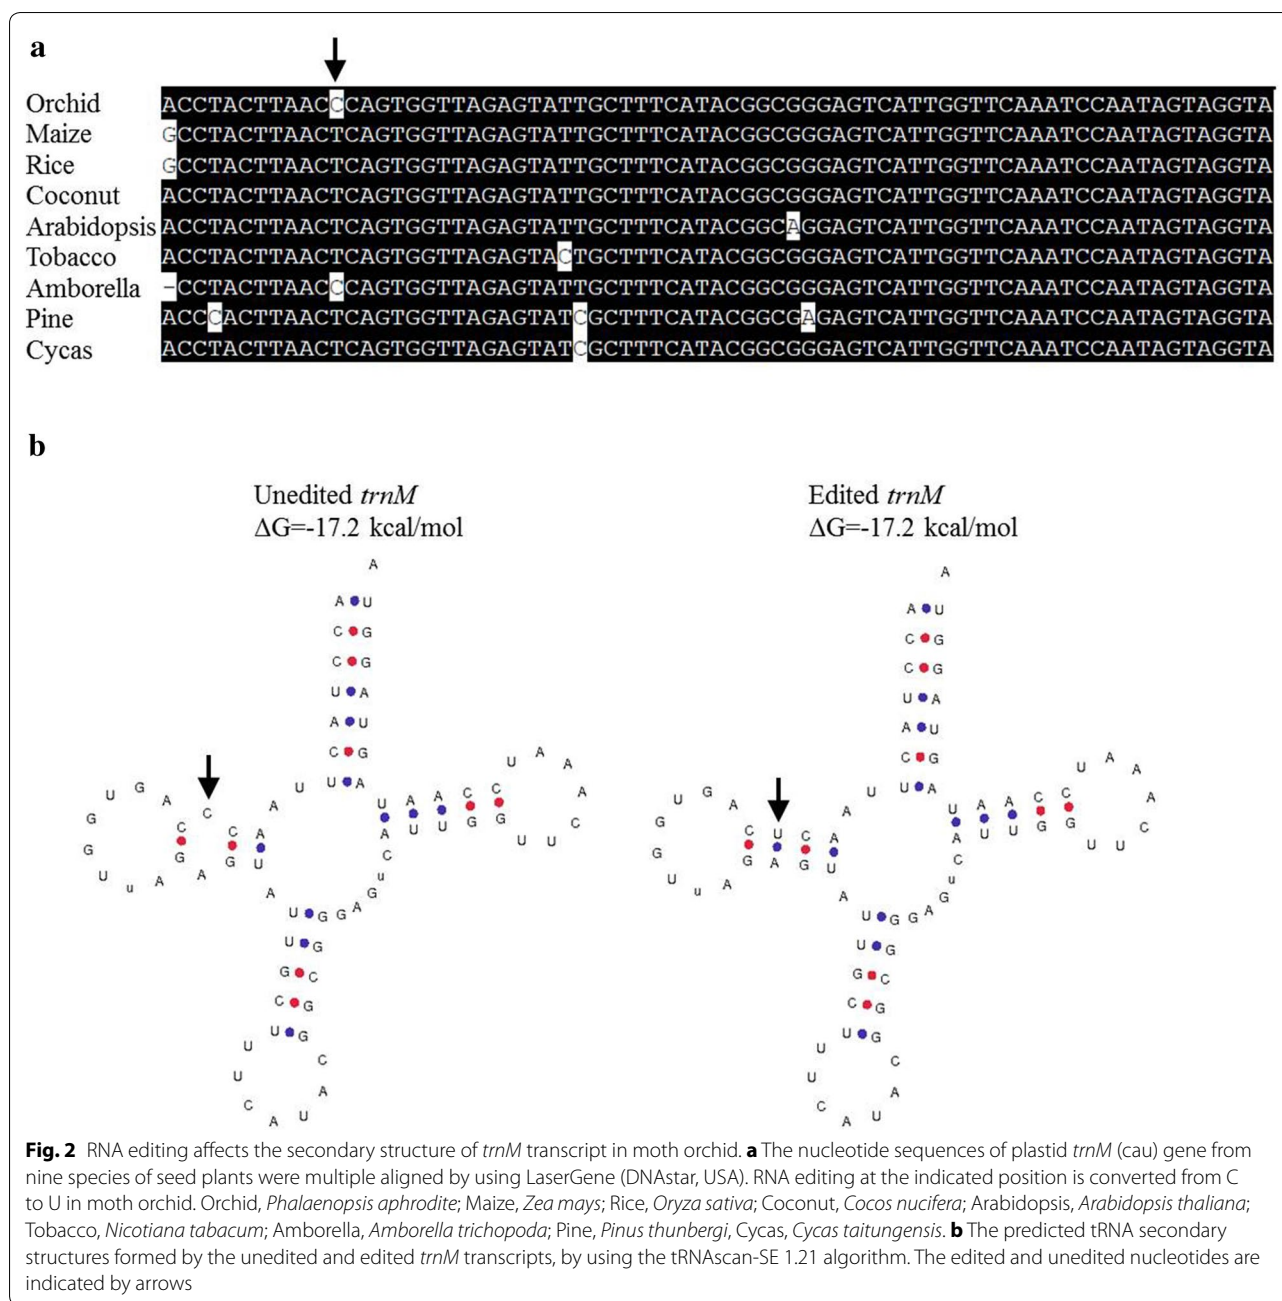 a
Orchid ACCTACTTAACCCAGTGGTTAGAGTATTGCTTTCATACGGCGGGAGTCATTGGTTCAAATCCAATAGTAGGTA
Maize GCCTACTTAACTCAGTGGTTAGAGTATTGCTTTCATACGGCGGGAGTCATTGGTTCAAATCCAATAGTAGGTA
Rice GCCTACTTAACTCAGTGGTTAGAGTATTGCTTTCATACGGCGGGAGTCATTGGTTCAAATCCAATAGTAGGTA
Coconut ACCTACTTAACTCAGTGGTTAGAGTATTGCTTTCATACGGCGGGAGTCATTGGTTCAAATCCAATAGTAGGTA
Arabidopsis ACCTACTTAACTCAGTGGTTAGAGTATTGCTTTCATACGGCAGGAGTCATTGGTTCAAATCCAATAGTAGGTA
Tobacco ACCTACTTAACTCAGTGGTTAGAGTACTGCTTTCATACGGCGGGAGTCATTGGTTCAAATCCAATAGTAGGTA
Amborella -CCTACTTAACCCAGTGGTTAGAGTATTGCTTTCATACGGCGGGAGTCATTGGTTCAAATCCAATAGTAGGTA
Pine ACCCACTTAACTCAGTGGTTAGAGTATCGCTTTCATACGGCGAGAGTCATTGGTTCAAATCCAATAGTAGGTA
Cycas ACCTACTTAACTCAGTGGTTAGAGTATCGCTTTCATACGGCGGGAGTCATTGGTTCAAATCCAATAGTAGGTA
b
Unedited trnM
ΔG=-17.2 kcal/mol
Edited trnM
ΔG=-17.2 kcal/mol
Fig. 2 RNA editing affects the secondary structure of trnM transcript in moth orchid. a The nucleotide sequences of plastid trnM (cau) gene from
nine species of seed plants were multiple aligned by using LaserGene (DNAstar, USA). RNA editing at the indicated position is converted from C
to U in moth orchid. Orchid, Phalaenopsis aphrodite; Maize, Zea mays; Rice, Oryza sativa; Coconut, Cocos nucifera; Arabidopsis, Arabidopsis thaliana;
Tobacco, Nicotiana tabacum; Amborella, Amborella trichopoda; Pine, Pinus thunbergi, Cycas, Cycas taitungensis. b The predicted tRNA secondary
structures formed by the unedited and edited trnM transcripts, by using the tRNAscan-SE 1.21 algorithm. The edited and unedited nucleotides are
indicated by arrows